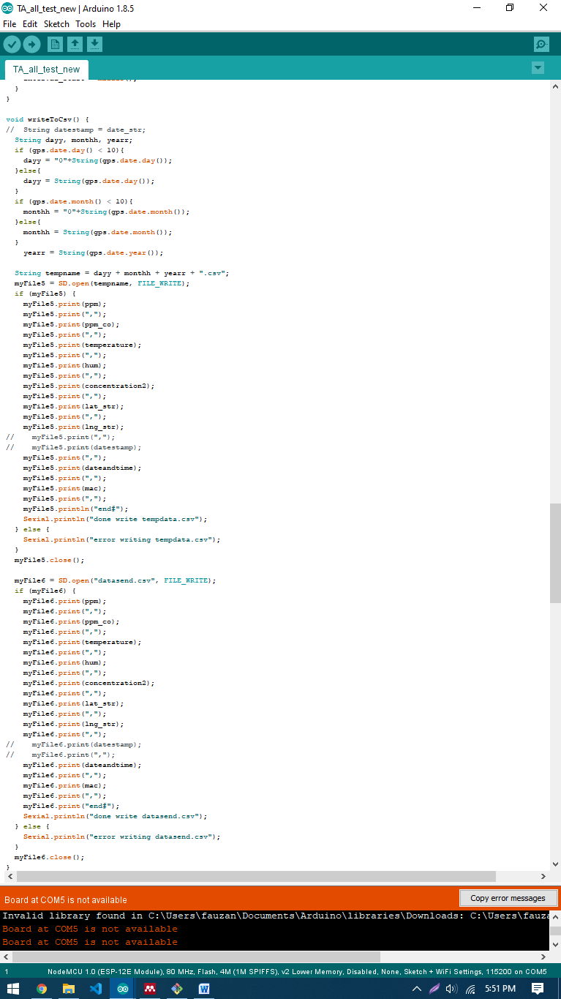 TA_all_test_new | Arduino 1.8.5
File Edit Sketch Tools Help
TA_all_test_new
  }
}

void writeToCsv() {
//  String datestamp = date_str;
  String dayy, monthh, yearr;
  if (gps.date.day() < 10){
    dayy = "0"+String(gps.date.day());
  }else{
    dayy = String(gps.date.day());
  }
  if (gps.date.month() < 10){
    monthh = "0"+String(gps.date.month());
  }else{
    monthh = String(gps.date.month());
  }
    yearr = String(gps.date.year());

  String tempname = dayy + monthh + yearr + ".csv";
  myFile5 = SD.open(tempname, FILE_WRITE);
  if (myFile5) {
    myFile5.print(ppm);
    myFile5.print(",");
    myFile5.print(ppm_co);
    myFile5.print(",");
    myFile5.print(temperature);
    myFile5.print(",");
    myFile5.print(hum);
    myFile5.print(",");
    myFile5.print(concentration2);
    myFile5.print(",");
    myFile5.print(lat_str);
    myFile5.print(",");
    myFile5.print(lng_str);
//    myFile5.print(",");
//    myFile5.print(datestamp);
    myFile5.print(",");
    myFile5.print(dateandtime);
    myFile5.print(",");
    myFile5.print(mac);
    myFile5.print(",");
    myFile5.println("end#");
    Serial.println("done write tempdata.csv");
  } else {
    Serial.println("error writing tempdata.csv");
  }
  myFile5.close();

  myFile6 = SD.open("datasend.csv", FILE_WRITE);
  if (myFile6) {
    myFile6.print(ppm);
    myFile6.print(",");
    myFile6.print(ppm_co);
    myFile6.print(",");
    myFile6.print(temperature);
    myFile6.print(",");
    myFile6.print(hum);
    myFile6.print(",");
    myFile6.print(concentration2);
    myFile6.print(",");
    myFile6.print(lat_str);
    myFile6.print(",");
    myFile6.print(lng_str);
    myFile6.print(",");
//    myFile6.print(datestamp);
//    myFile6.print(",");
    myFile6.print(dateandtime);
    myFile6.print(",");
    myFile6.print(mac);
    myFile6.print(",");
    myFile6.print("end#");
    Serial.println("done write datasend.csv");
  } else {
    Serial.println("error writing datasend.csv");
  }
  myFile6.close();
}
Board at COM5 is not available
Copy error messages
Invalid library found in C:\Users\fauzan\Documents\Arduino\libraries\Downloads: C:\Users\fauza
Board at COM5 is not available
Board at COM5 is not available
1 NodeMCU 1.0 (ESP-12E Module), 80 MHz, Flash, 4M (1M SPIFFS), v2 Lower Memory, Disabled, None, Sketch + WiFi Settings, 115200 on COM5
5:51 PM